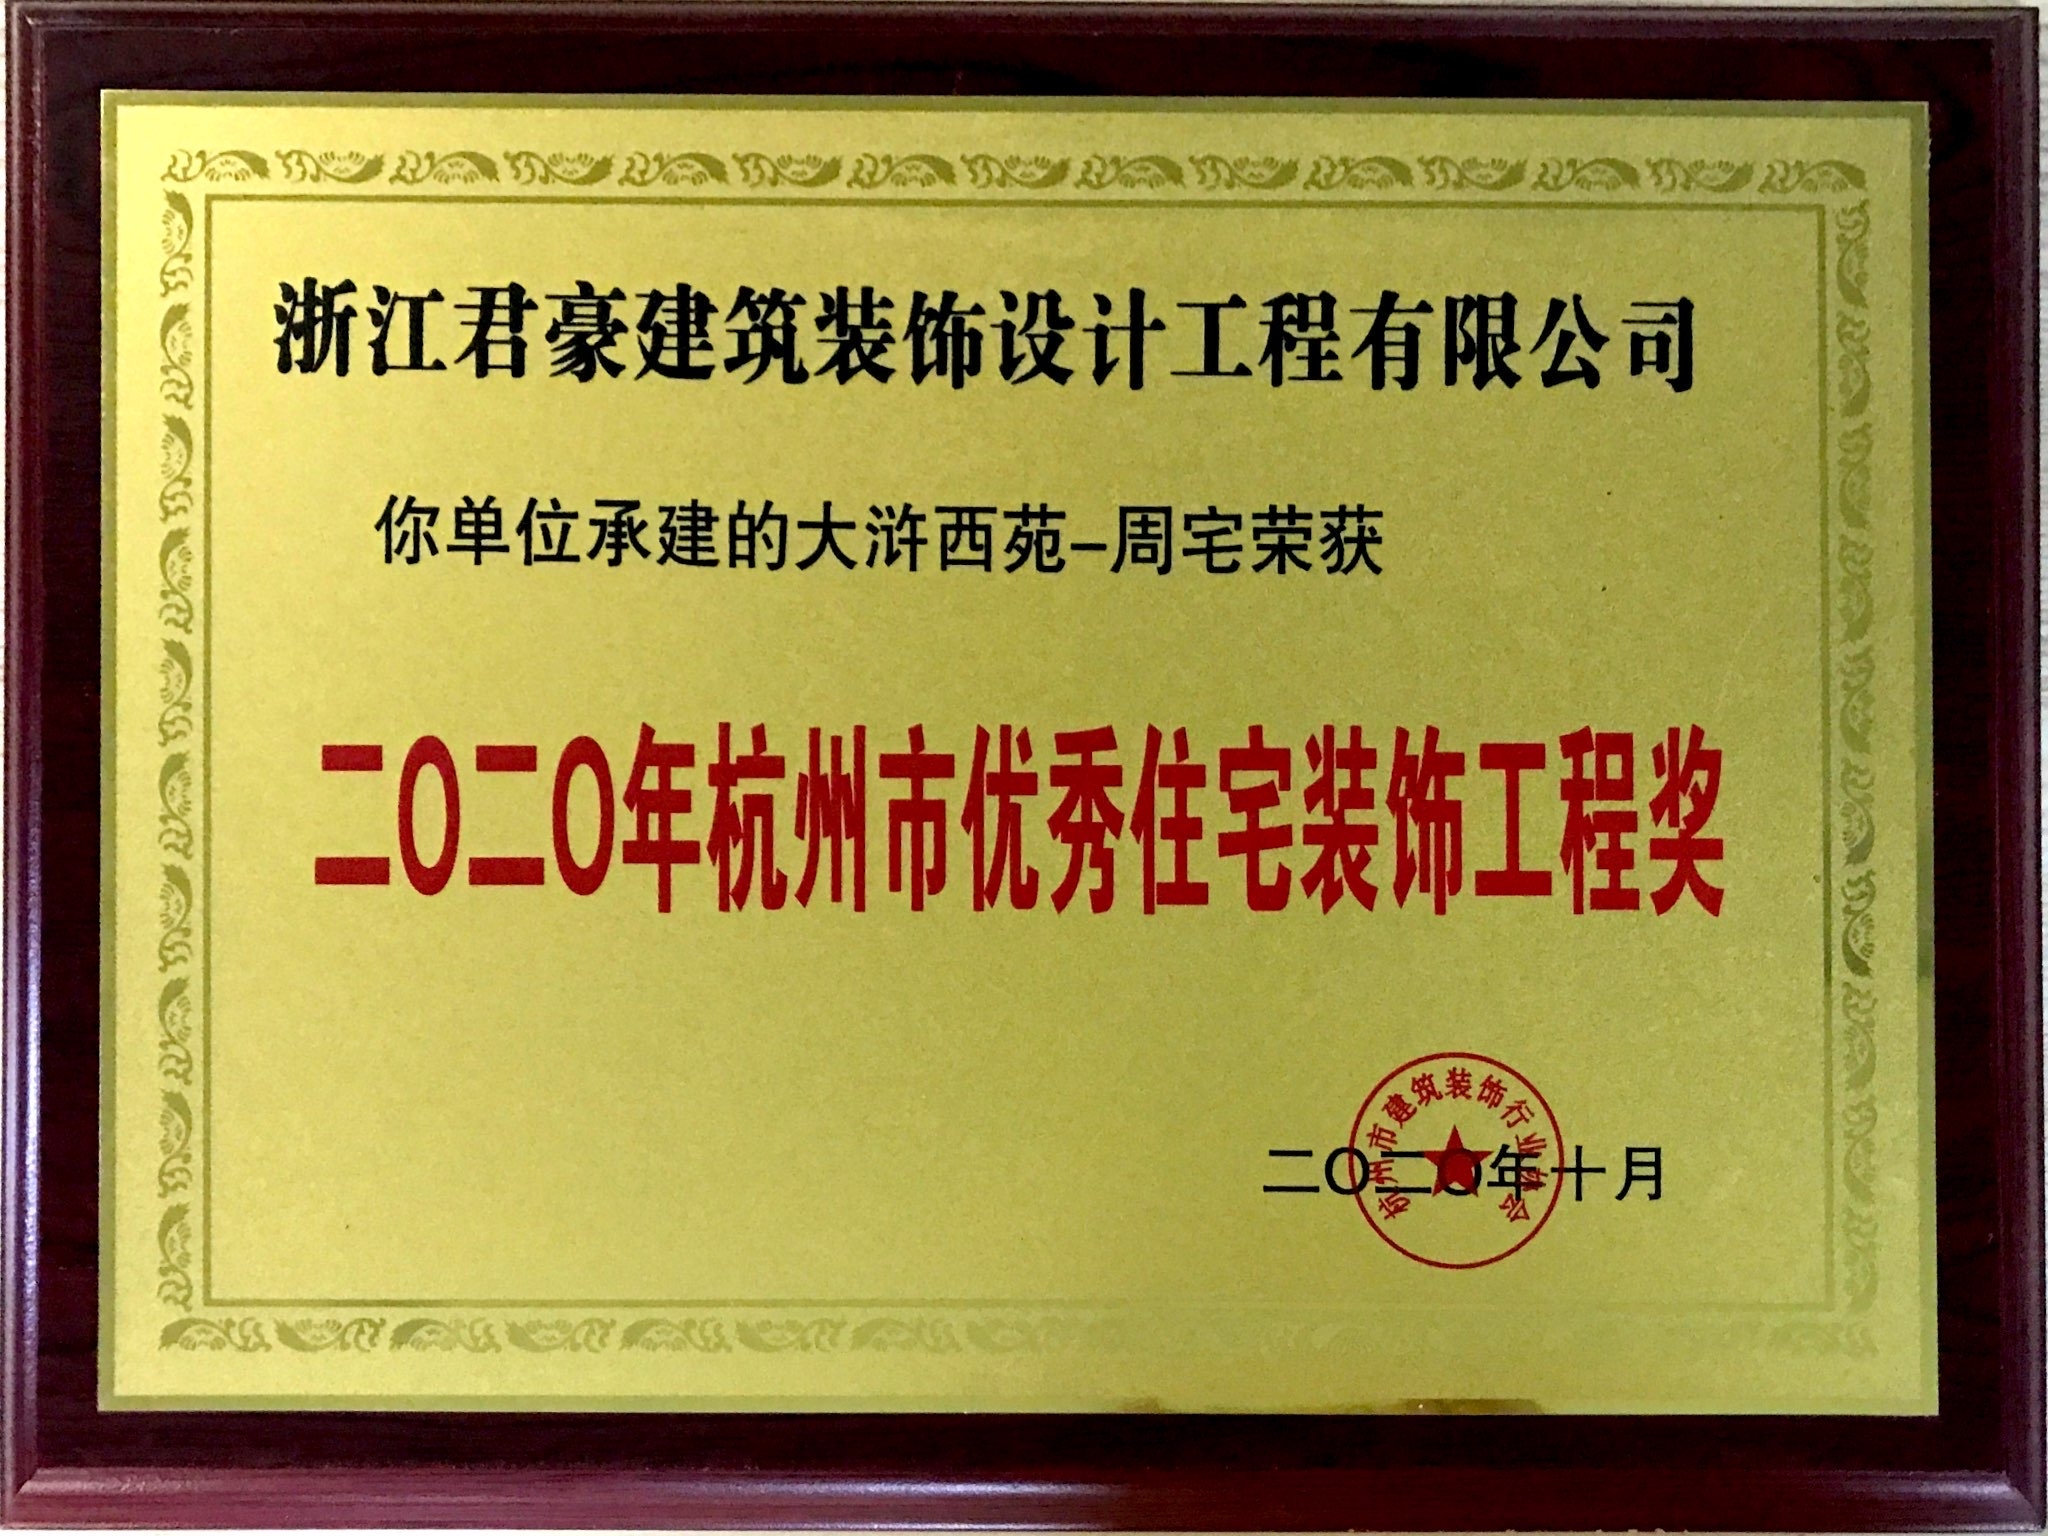 浙江君豪建筑装饰设计工程有限公司
你单位承建的大浒西苑-周宅荣获
二〇二〇年杭州市优秀住宅装饰工程奖
杭州市建筑装饰行业协会
二〇二〇年十月